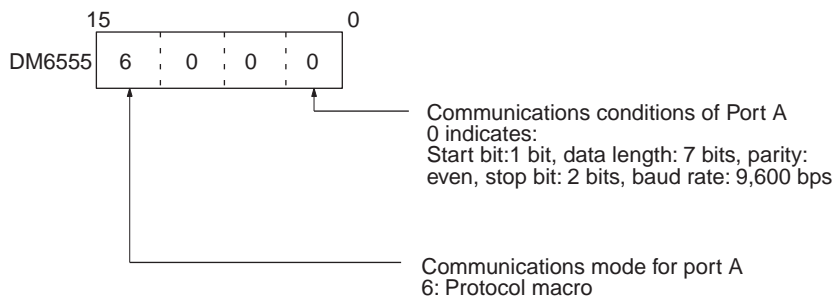 15 0
DM6555 6 0 0 0
Communications conditions of Port A
0 indicates:
Start bit:1 bit, data length: 7 bits, parity:
even, stop bit: 2 bits, baud rate: 9,600 bps
Communications mode for port A
6: Protocol macro